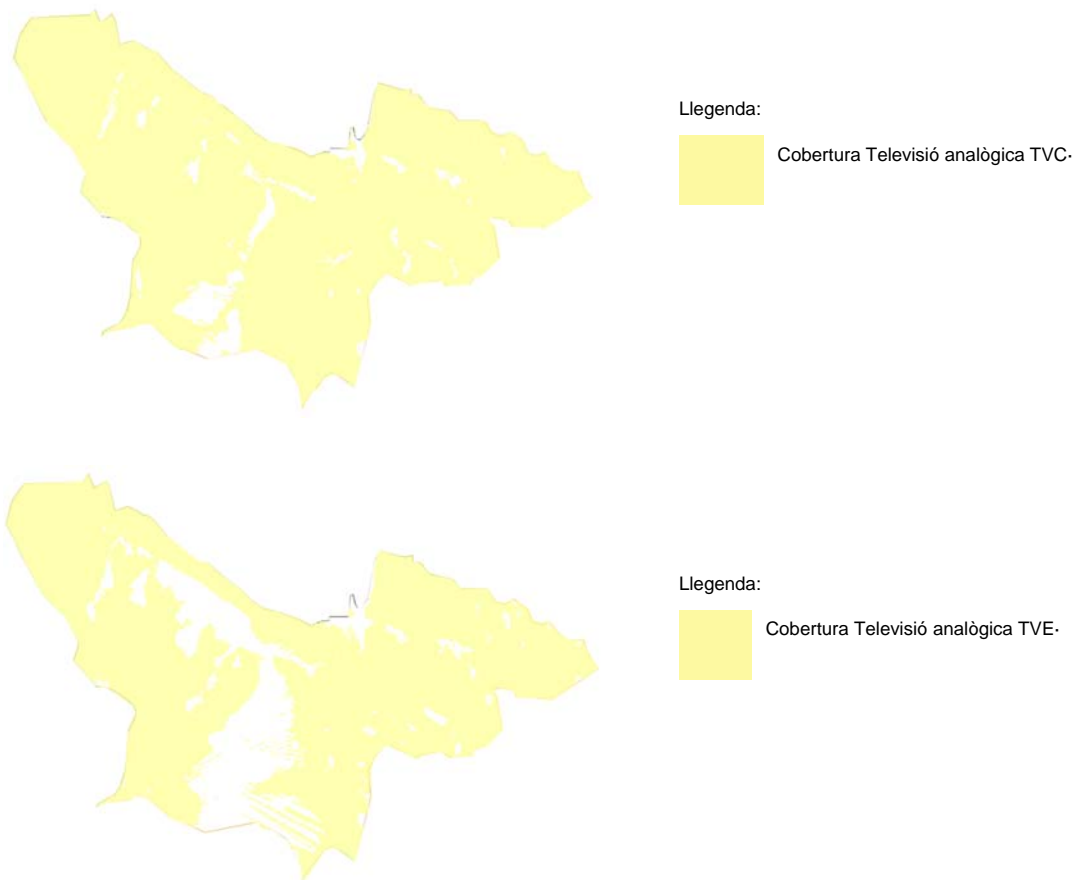 Llegenda:
Cobertura Televisió analògica TVC·
Llegenda:
Cobertura Televisió analògica TVE·